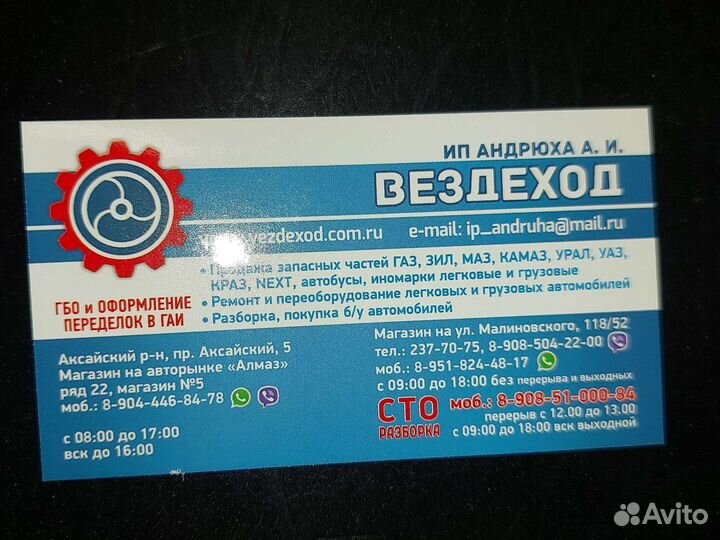 ИП АНДРЮХА А. И.
ВЕЗДЕХОД
vezdexod.com.ru e-mail: ip_andruha@mail.ru
• Продажа запасных частей ГАЗ, ЗИЛ, МАЗ, КАМАЗ, УРАЛ, УАЗ,
КРАЗ, NEXT, автобусы, иномарки легковые и грузовые
• Ремонт и переоборудование легковых и грузовых автомобилей
• Разборка, покупка б/у автомобилей
ГБО и ОФОРМЛЕНИЕ
ПЕРЕДЕЛОК В ГАИ
Аксайский р-н, пр. Аксайский, 5
Магазин на авторынке «Алмаз»
ряд 22, магазин №5
моб.: 8-904-446-84-78
с 08:00 до 17:00
вск до 16:00
Магазин на ул. Малиновского, 118/52
тел.: 237-70-75, 8-908-504-22-00
моб.: 8-951-824-48-17
с 09:00 до 18:00 без перерыва и выходных
СТО
РАЗБОРКА
моб.: 8-908-51-000-84
перерыв с 12.00 до 13.00
с 09:00 до 18:00 вск выходной
Avito